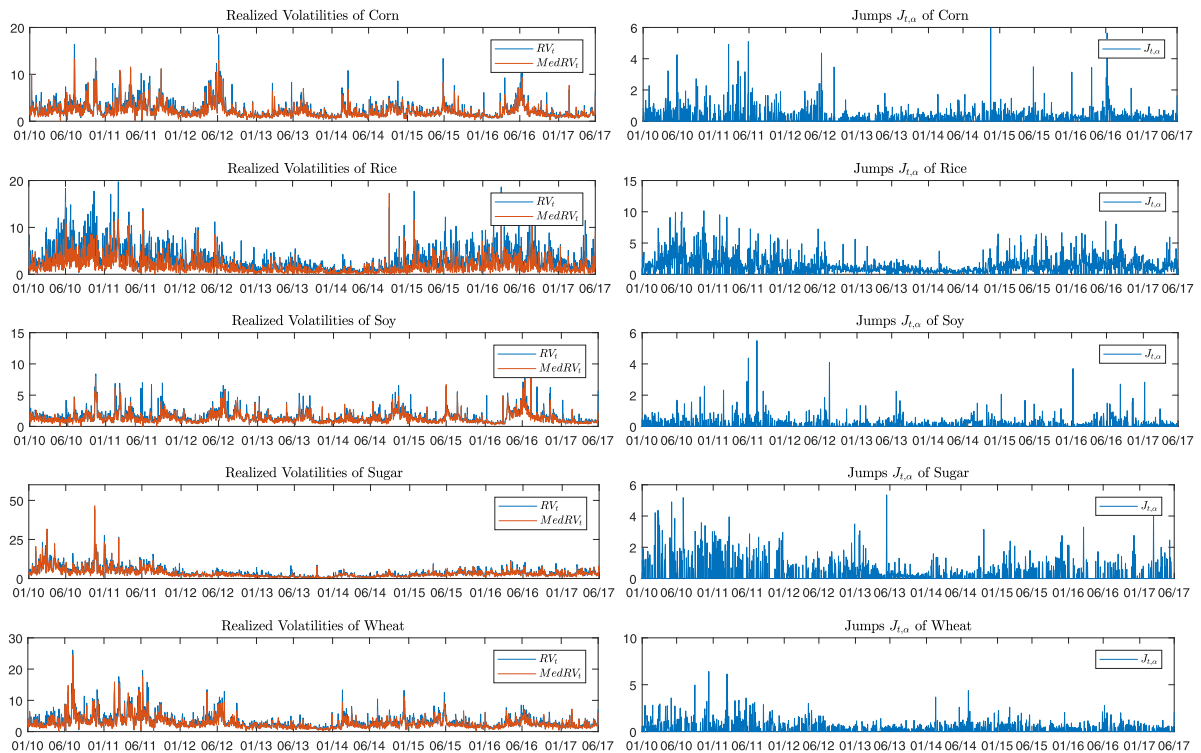 Realized Volatilities of Corn
20
10
0
RV_t
MedRV_t
01/10 06/10 01/11 06/11 01/12 06/12 01/13 06/13 01/14 06/14 01/15 06/15 01/16 06/16 01/17 06/17
Jumps J_{t,α} of Corn
6
4
2
0
J_{t,α}
01/10 06/10 01/11 06/11 01/12 06/12 01/13 06/13 01/14 06/14 01/15 06/15 01/16 06/16 01/17 06/17
Realized Volatilities of Rice
20
10
0
RV_t
MedRV_t
01/10 06/10 01/11 06/11 01/12 06/12 01/13 06/13 01/14 06/14 01/15 06/15 01/16 06/16 01/17 06/17
Jumps J_{t,α} of Rice
15
10
5
0
J_{t,α}
01/10 06/10 01/11 06/11 01/12 06/12 01/13 06/13 01/14 06/14 01/15 06/15 01/16 06/16 01/17 06/17
Realized Volatilities of Soy
15
10
5
0
RV_t
MedRV_t
01/10 06/10 01/11 06/11 01/12 06/12 01/13 06/13 01/14 06/14 01/15 06/15 01/16 06/16 01/17 06/17
Jumps J_{t,α} of Soy
6
4
2
0
J_{t,α}
01/10 06/10 01/11 06/11 01/12 06/12 01/13 06/13 01/14 06/14 01/15 06/15 01/16 06/16 01/17 06/17
Realized Volatilities of Sugar
50
25
0
RV_t
MedRV_t
01/10 06/10 01/11 06/11 01/12 06/12 01/13 06/13 01/14 06/14 01/15 06/15 01/16 06/16 01/17 06/17
Jumps J_{t,α} of Sugar
6
4
2
0
J_{t,α}
01/10 06/10 01/11 06/11 01/12 06/12 01/13 06/13 01/14 06/14 01/15 06/15 01/16 06/16 01/17 06/17
Realized Volatilities of Wheat
30
20
10
0
RV_t
MedRV_t
01/10 06/10 01/11 06/11 01/12 06/12 01/13 06/13 01/14 06/14 01/15 06/15 01/16 06/16 01/17 06/17
Jumps J_{t,α} of Wheat
10
5
0
J_{t,α}
01/10 06/10 01/11 06/11 01/12 06/12 01/13 06/13 01/14 06/14 01/15 06/15 01/16 06/16 01/17 06/17